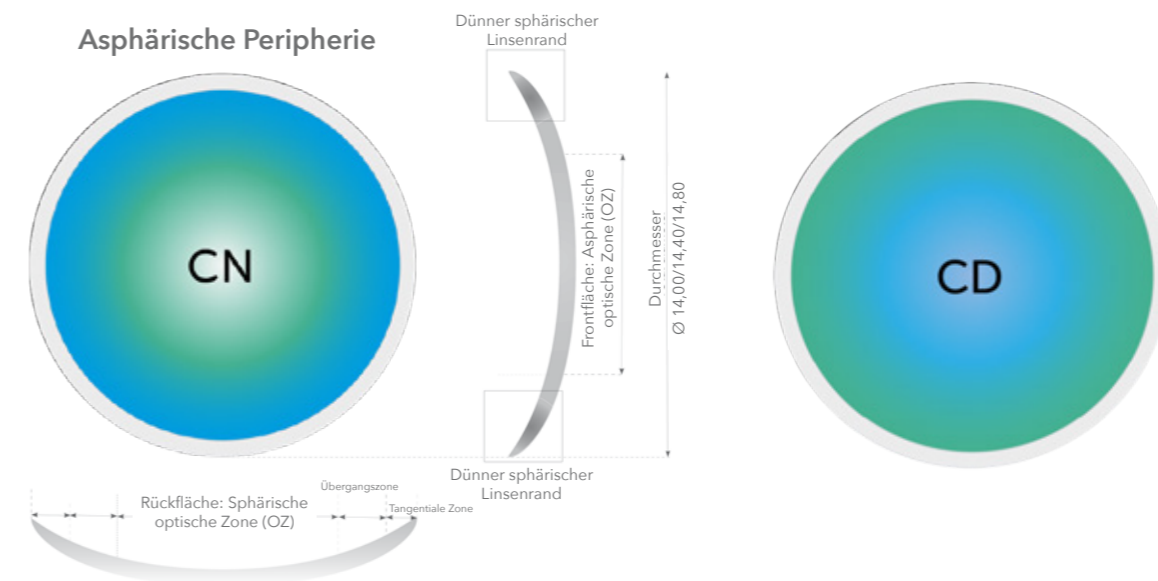 Asphärische Peripherie
Dünner sphärischer
Linsenrand
CN
Frontfläche: Asphärische
optische Zone (OZ)
Durchmesser
Ø 14,00/14,40/14,80
CD
Dünner sphärischer
Linsenrand
Übergangszone
Rückfläche: Sphärische
optische Zone (OZ)
Tangentiale Zone